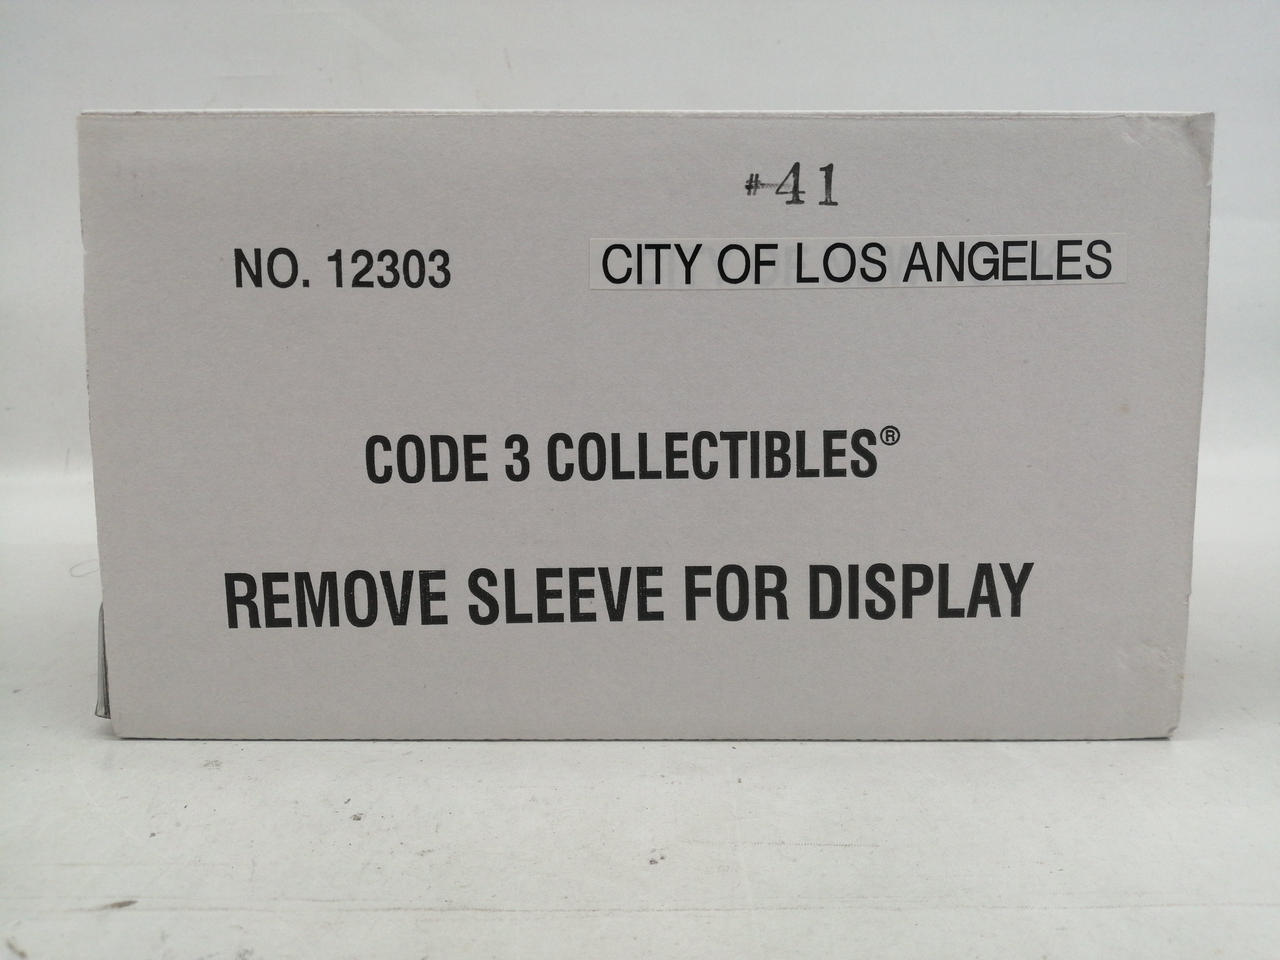 #41
NO. 12303 CITY OF LOS ANGELES
CODE 3 COLLECTIBLES®
REMOVE SLEEVE FOR DISPLAY